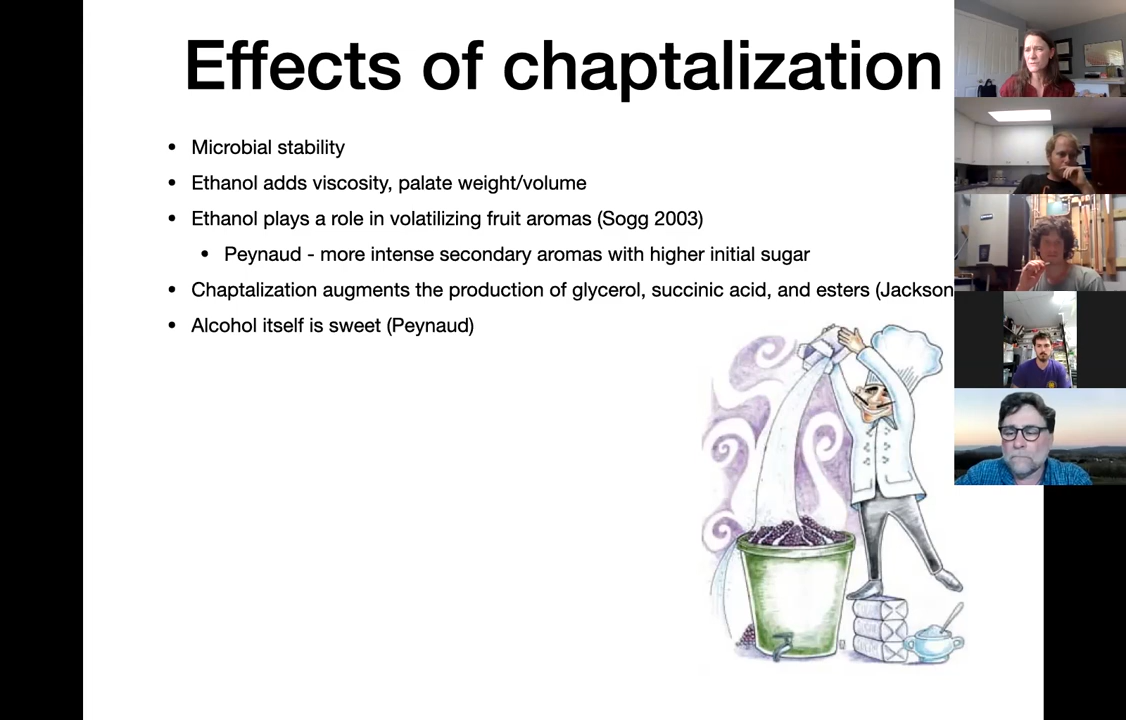 Effects of chaptalization
• Microbial stability
• Ethanol adds viscosity, palate weight/volume
• Ethanol plays a role in volatilizing fruit aromas (Sogg 2003)
• Peynaud - more intense secondary aromas with higher initial sugar
• Chaptalization augments the production of glycerol, succinic acid, and esters (Jackson
• Alcohol itself is sweet (Peynaud)